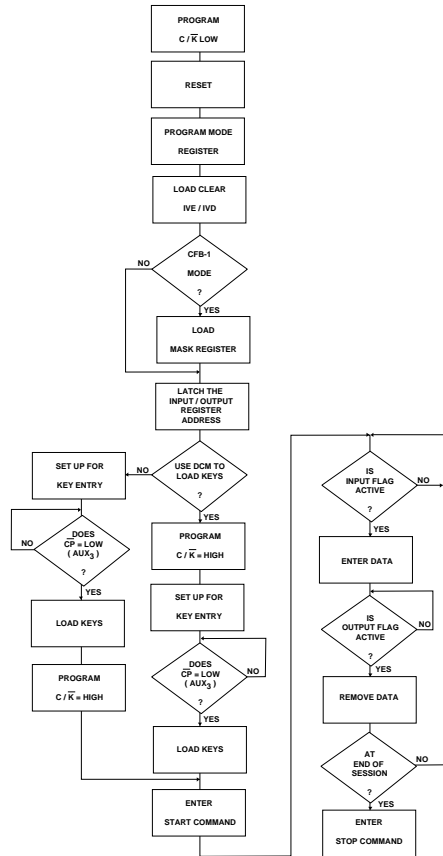 PROGRAM
C / K̅ LOW
RESET
PROGRAM MODE
REGISTER
LOAD CLEAR
IVE / IVD
CFB-1
MODE
?
NO
YES
LOAD
MASK REGISTER
LATCH THE
INPUT / OUTPUT
REGISTER
ADDRESS
USE DCM TO
LOAD KEYS
?
NO
YES
SET UP FOR
KEY ENTRY
DOES
C̅P̅ = LOW
( AUX3 )
?
NO
YES
LOAD KEYS
PROGRAM
C / K̅ = HIGH
PROGRAM
C / K̅ = HIGH
SET UP FOR
KEY ENTRY
DOES
C̅P̅ = LOW
( AUX3 )
?
NO
YES
LOAD KEYS
ENTER
START COMMAND
IS
INPUT FLAG
ACTIVE
?
NO
YES
ENTER DATA
IS
OUTPUT FLAG
ACTIVE
?
NO
YES
REMOVE DATA
AT
END OF
SESSION
?
NO
YES
ENTER
STOP COMMAND